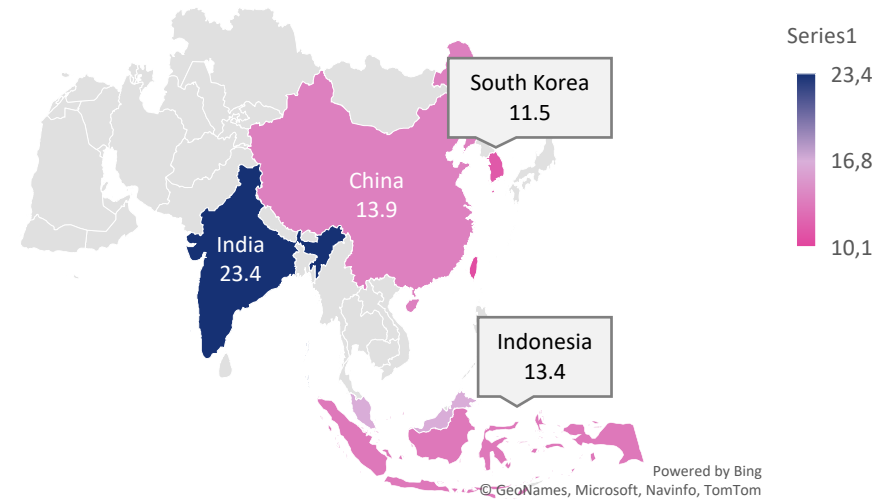 Series1
23,4
16,8
10,1
South Korea
11.5
China
13.9
India
23.4
Indonesia
13.4
Powered by Bing
© GeoNames, Microsoft, Navinfo, TomTom